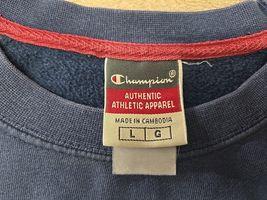 Champion®
AUTHENTIC
ATHLETIC APPAREL
MADE IN CAMBODIA
L G